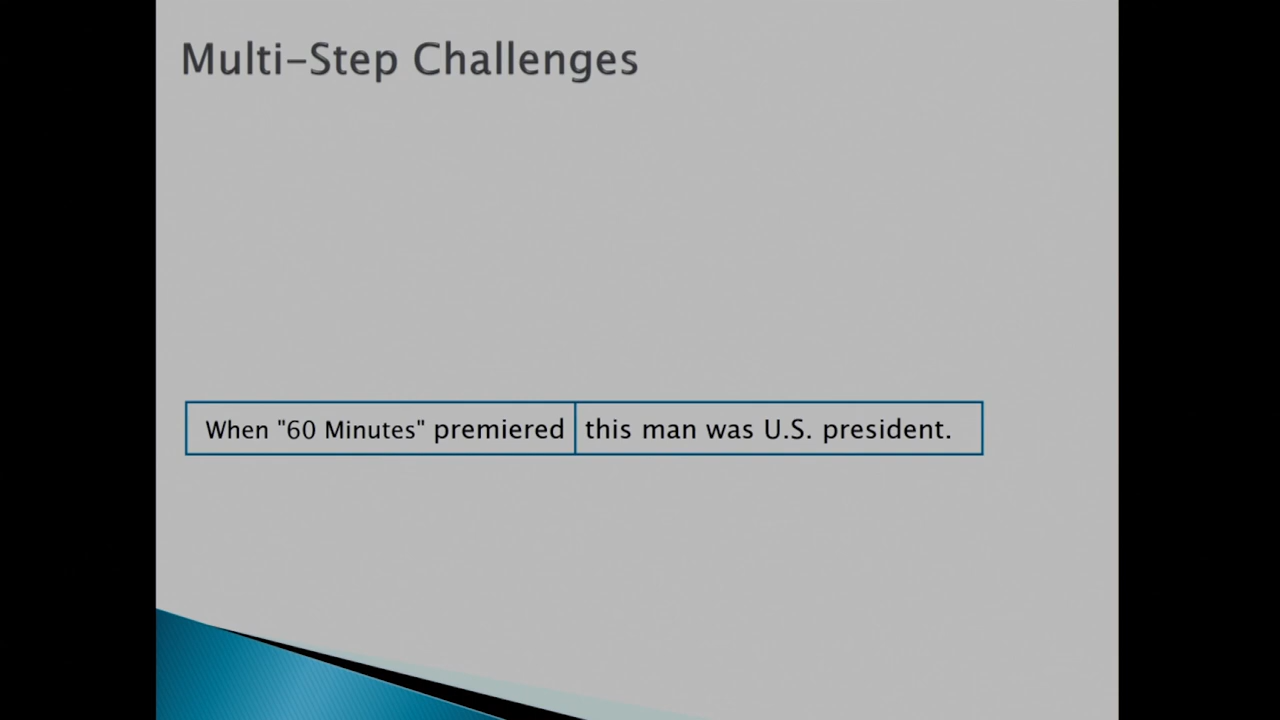 Multi-Step Challenges
When "60 Minutes" premiered this man was U.S. president.